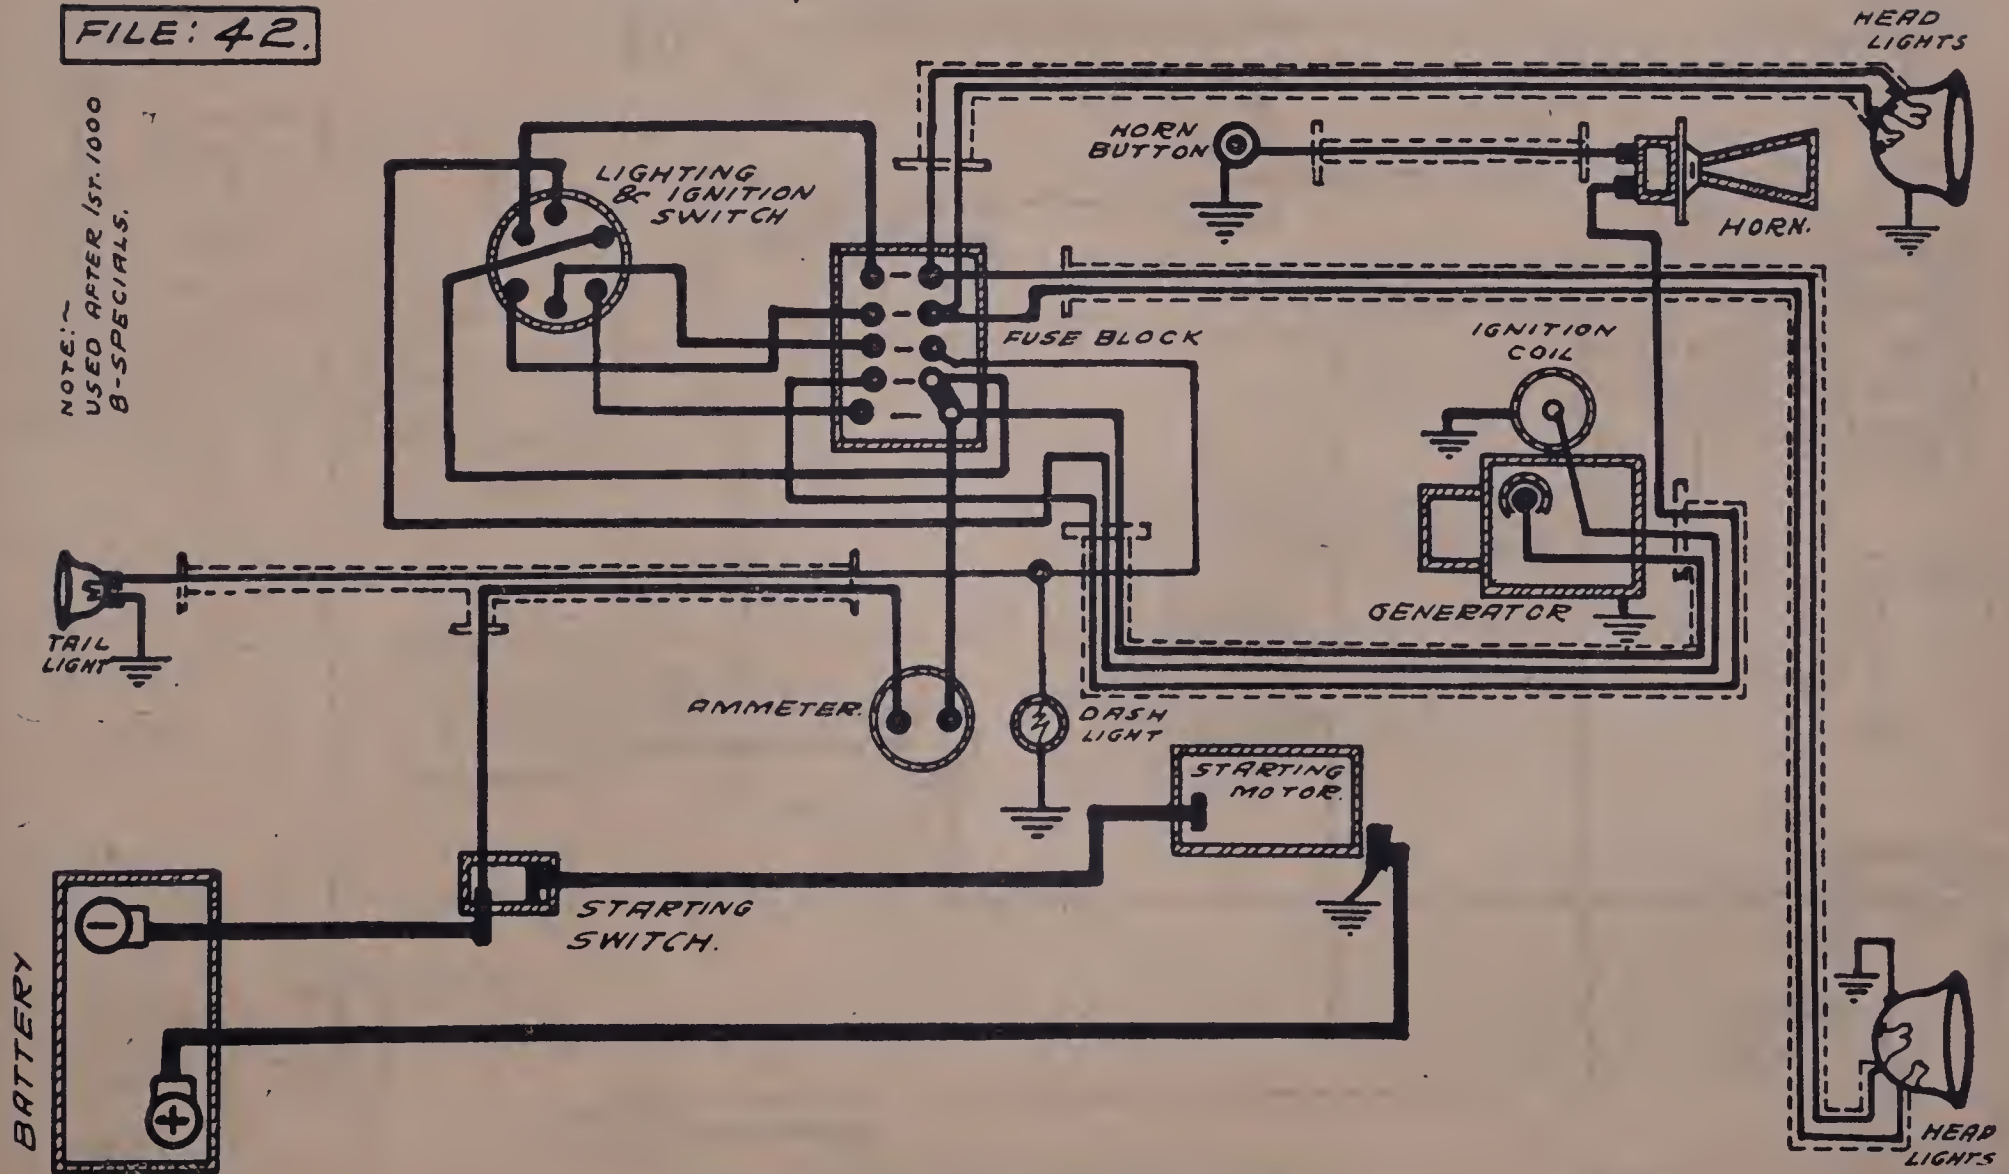 FILE: 42.
NOTE:~
USED AFTER 1ST. 1000
B-SPECIALS.
HEAD
LIGHTS
HORN
BUTTON
HORN.
LIGHTING
& IGNITION
SWITCH
FUSE BLOCK
IGNITION
COIL
GENERATOR
TAIL
LIGHT
AMMETER.
DASH
LIGHT
STARTING
MOTOR.
STARTING
SWITCH.
BATTERY
-
+
HEAD
LIGHTS